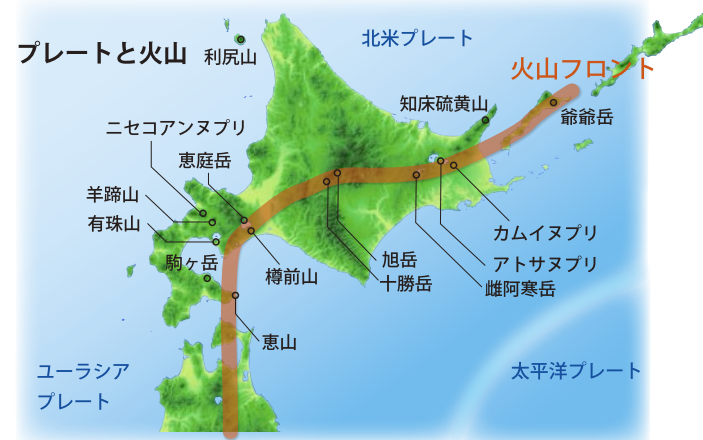 プレートと火山
利尻山
北米プレート
火山フロント
知床硫黄山
爺爺岳
ニセコアンヌプリ
恵庭岳
羊蹄山
有珠山
カムイヌプリ
駒ヶ岳
樽前山
旭岳
アトサヌプリ
十勝岳
雌阿寒岳
恵山
ユーラシア
プレート
太平洋プレート